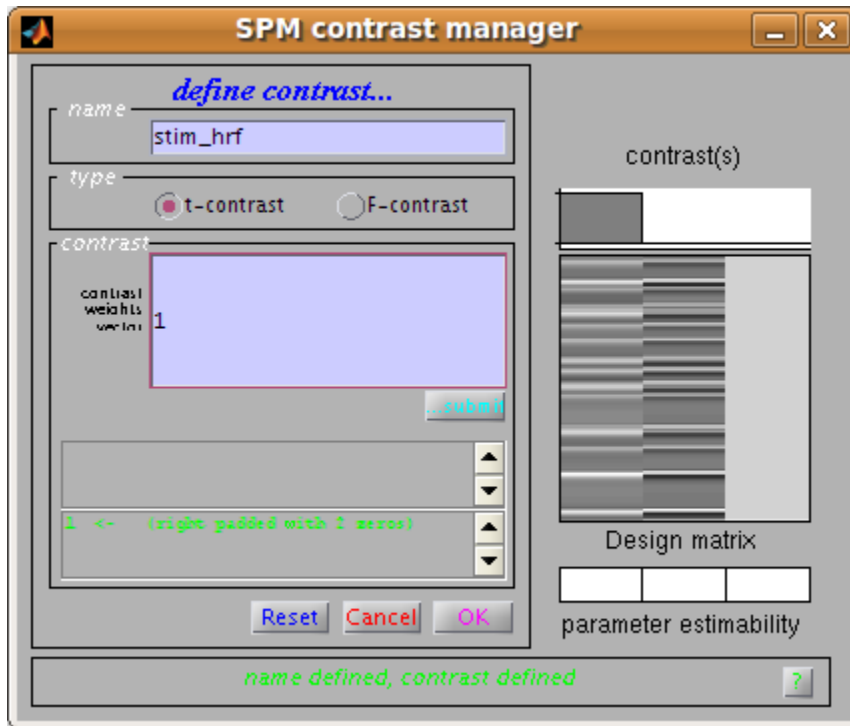 SPM contrast manager
define contrast...
name
stim_hrf
type
t-contrast F-contrast
contrast
contrast
weights
vector
1
...submit
1 <- (right padded with 2 zeros)
Reset Cancel OK
name defined, contrast defined
?
contrast(s)
Design matrix
parameter estimability